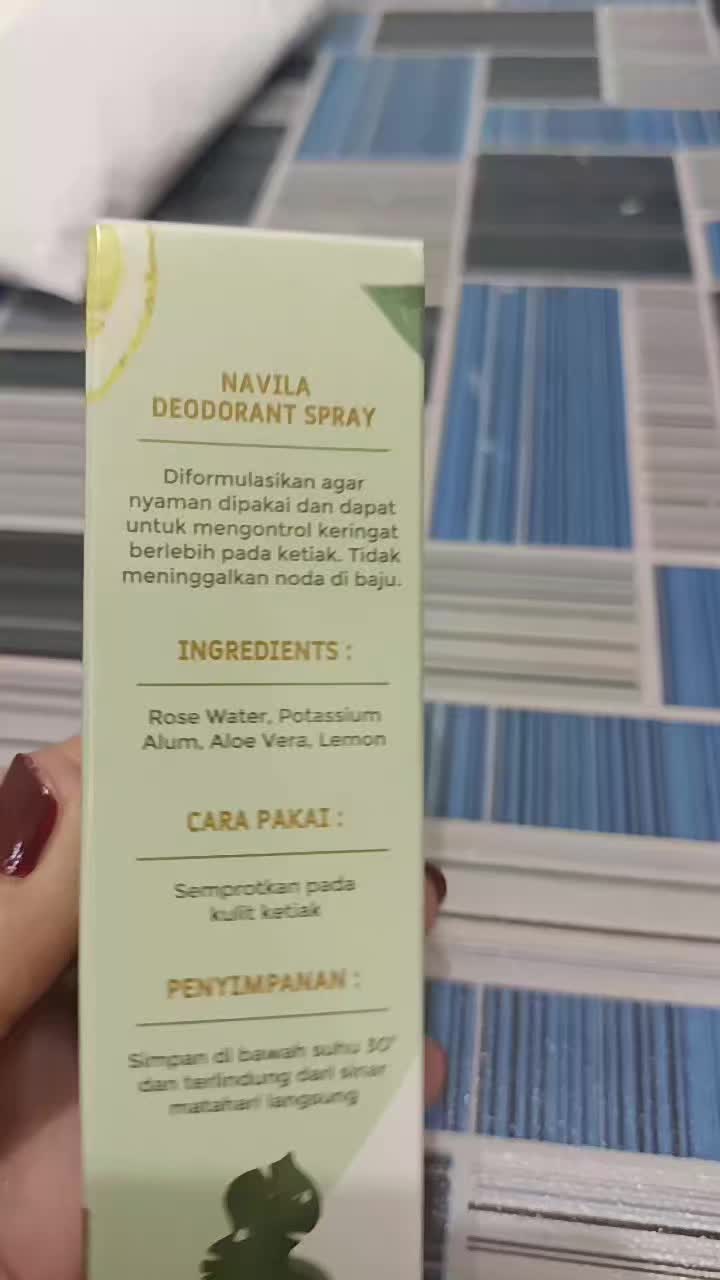 NAVILA
DEODORANT SPRAY
Diformulasikan agar
nyaman dipakai dan dapat
untuk mengontrol keringat
berlebih pada ketiak. Tidak
meninggalkan noda di baju.
INGREDIENTS :
Rose Water, Potassium
Alum, Aloe Vera, Lemon
CARA PAKAI :
Semprotkan pada
kulit ketiak
PENYIMPANAN :
Simpan di bawah suhu 30°
dan terlindung dari sinar
matahari langsung